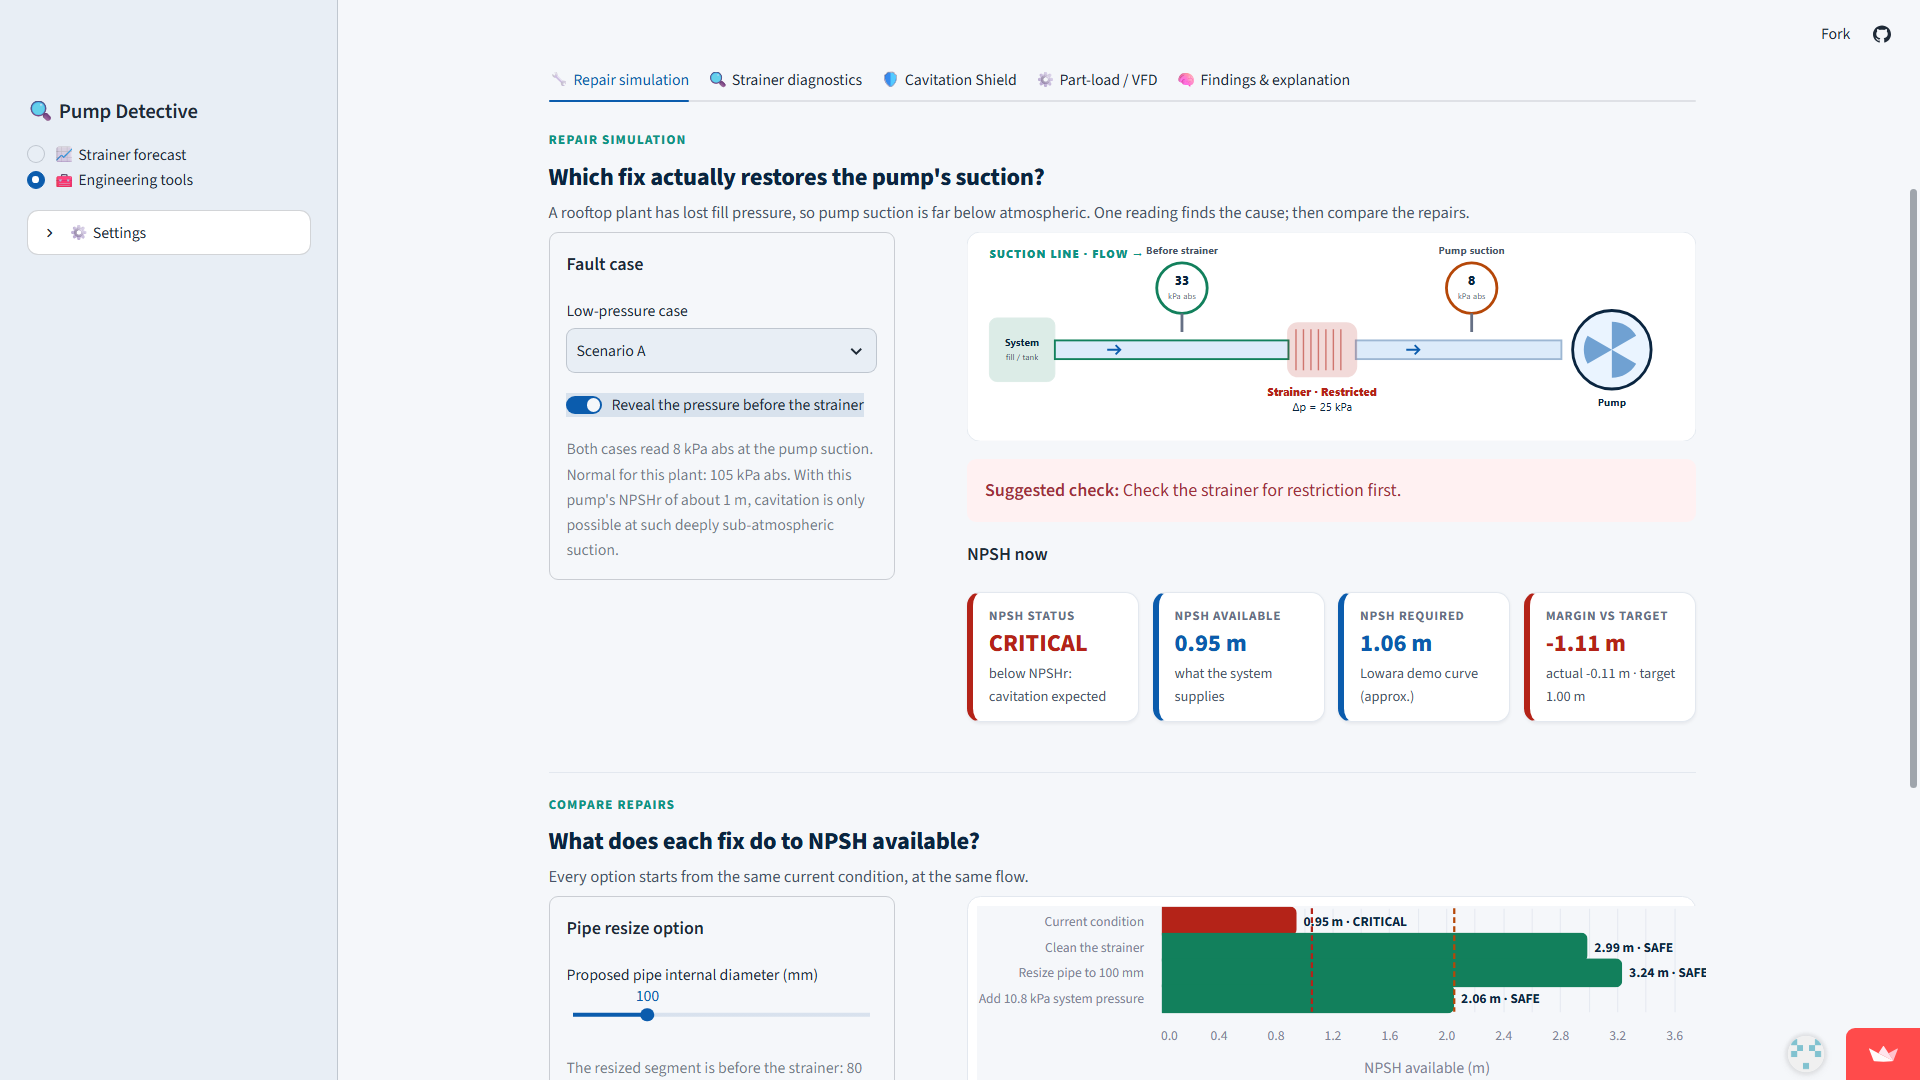 Fork
🔍 Pump Detective
📈 Strainer forecast
🧰 Engineering tools
⚙️ Settings
🔧 Repair simulation
🔍 Strainer diagnostics
🛡️ Cavitation Shield
⚙️ Part-load / VFD
🧠 Findings & explanation
REPAIR SIMULATION
Which fix actually restores the pump's suction?
A rooftop plant has lost fill pressure, so pump suction is far below atmospheric. One reading finds the cause; then compare the repairs.
Fault case
Low-pressure case
Scenario A
Reveal the pressure before the strainer
Both cases read 8 kPa abs at the pump suction.
Normal for this plant: 105 kPa abs. With this
pump's NPSHr of about 1 m, cavitation is only
possible at such deeply sub-atmospheric
suction.
SUCTION LINE · FLOW →
Before strainer
33
kPa abs
Pump suction
8
kPa abs
System
fill / tank
Strainer · Restricted
Δp = 25 kPa
Pump
Suggested check: Check the strainer for restriction first.
NPSH now
NPSH STATUS
CRITICAL
below NPSHr:
cavitation expected
NPSH AVAILABLE
0.95 m
what the system
supplies
NPSH REQUIRED
1.06 m
Lowara demo curve
(approx.)
MARGIN VS TARGET
-1.11 m
actual -0.11 m · target
1.00 m
COMPARE REPAIRS
What does each fix do to NPSH available?
Every option starts from the same current condition, at the same flow.
Pipe resize option
Proposed pipe internal diameter (mm)
100
The resized segment is before the strainer: 80
Current condition
0.95 m · CRITICAL
Clean the strainer
2.99 m · SAFE
Resize pipe to 100 mm
3.24 m · SAFE
Add 10.8 kPa system pressure
2.06 m · SAFE
0.0 0.4 0.8 1.2 1.6 2.0 2.4 2.8 3.2 3.6
NPSH available (m)